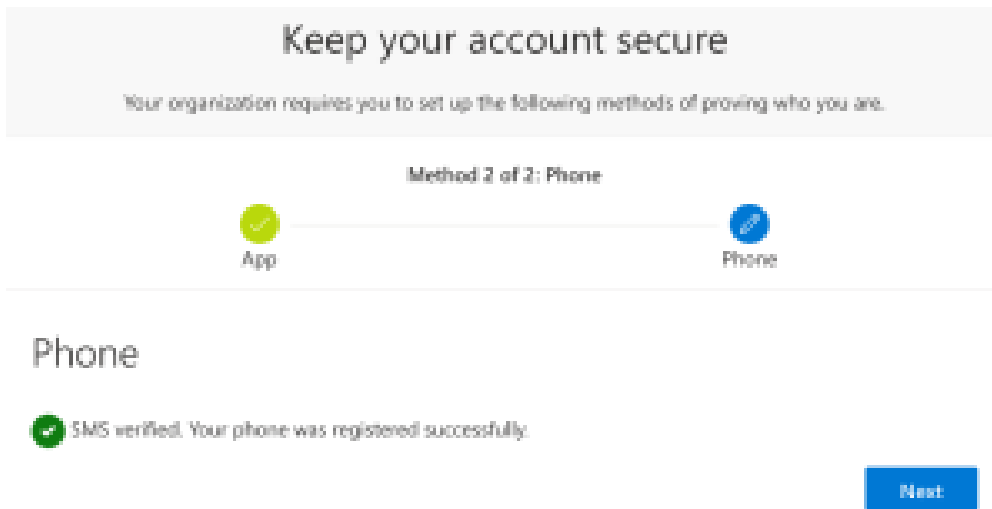 Keep your account secure
Your organization requires you to set up the following methods of proving who you are.
Method 2 of 2: Phone
App
Phone
Phone
SMS verified. Your phone was registered successfully.
Next